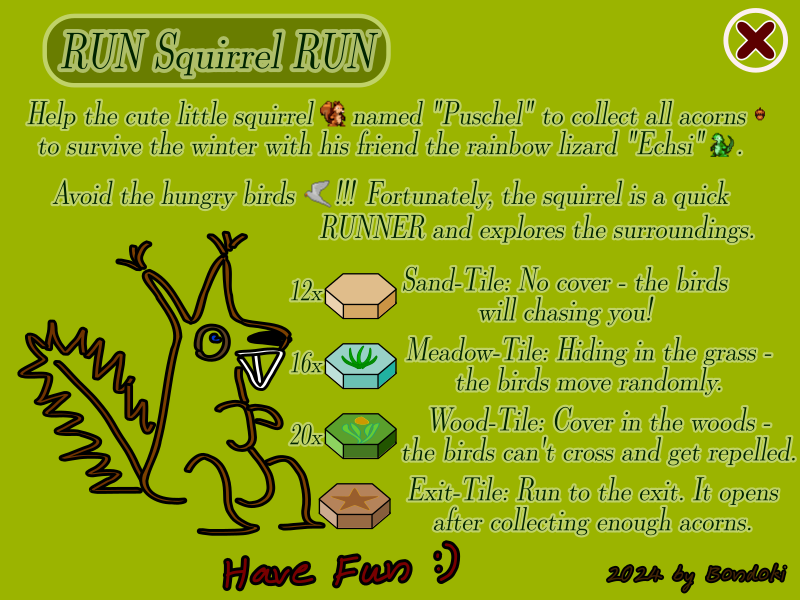 RUN Squirrel RUN
Help the cute little squirrel named "Puschel" to collect all acorns
to survive the winter with his friend the rainbow lizard "Echsi" .
Avoid the hungry birds !!! Fortunately, the squirrel is a quick
RUNNER and explores the surroundings.
12x Sand-Tile: No cover - the birds
will chasing you!
16x Meadow-Tile: Hiding in the grass -
the birds move randomly.
20x Wood-Tile: Cover in the woods -
the birds can't cross and get repelled.
Exit-Tile: Run to the exit. It opens
after collecting enough acorns.
Have Fun :)
2024 by Bondoki